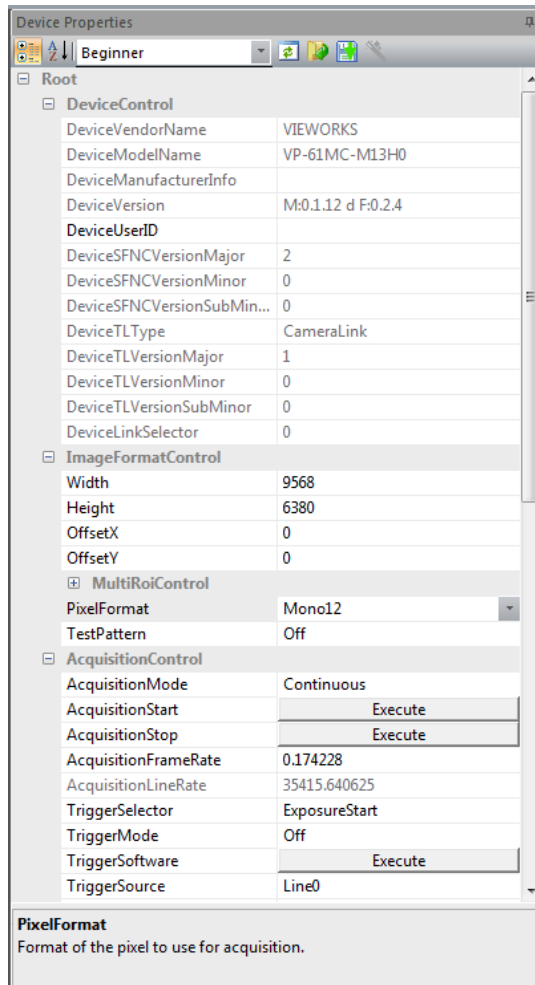 Device Properties
Beginner
Root
DeviceControl
DeviceVendorName VIEWORKS
DeviceModelName VP-61MC-M13H0
DeviceManufacturerInfo
DeviceVersion M:0.1.12 d F:0.2.4
DeviceUserID
DeviceSFNCVersionMajor 2
DeviceSFNCVersionMinor 0
DeviceSFNCVersionSubMin... 0
DeviceTLType CameraLink
DeviceTLVersionMajor 1
DeviceTLVersionMinor 0
DeviceTLVersionSubMinor 0
DeviceLinkSelector 0
ImageFormatControl
Width 9568
Height 6380
OffsetX 0
OffsetY 0
MultiRoiControl
PixelFormat Mono12
TestPattern Off
AcquisitionControl
AcquisitionMode Continuous
AcquisitionStart Execute
AcquisitionStop Execute
AcquisitionFrameRate 0.174228
AcquisitionLineRate 35415.640625
TriggerSelector ExposureStart
TriggerMode Off
TriggerSoftware Execute
TriggerSource Line0
PixelFormat
Format of the pixel to use for acquisition.